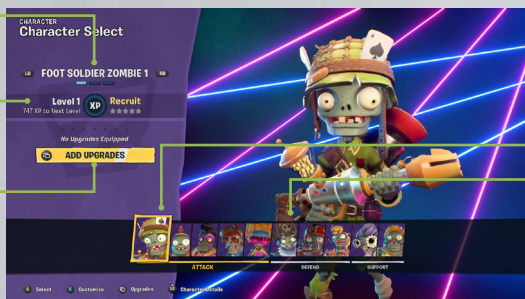 CHARACTER
Character Select
LB FOOT SOLDIER ZOMBIE 1 RB
Level 1 XP Recruit
747 XP to Next Level
No Upgrades Equipped
ADD UPGRADES
ATTACK DEFEND SUPPORT
A Select X Customize Upgrades Character Details